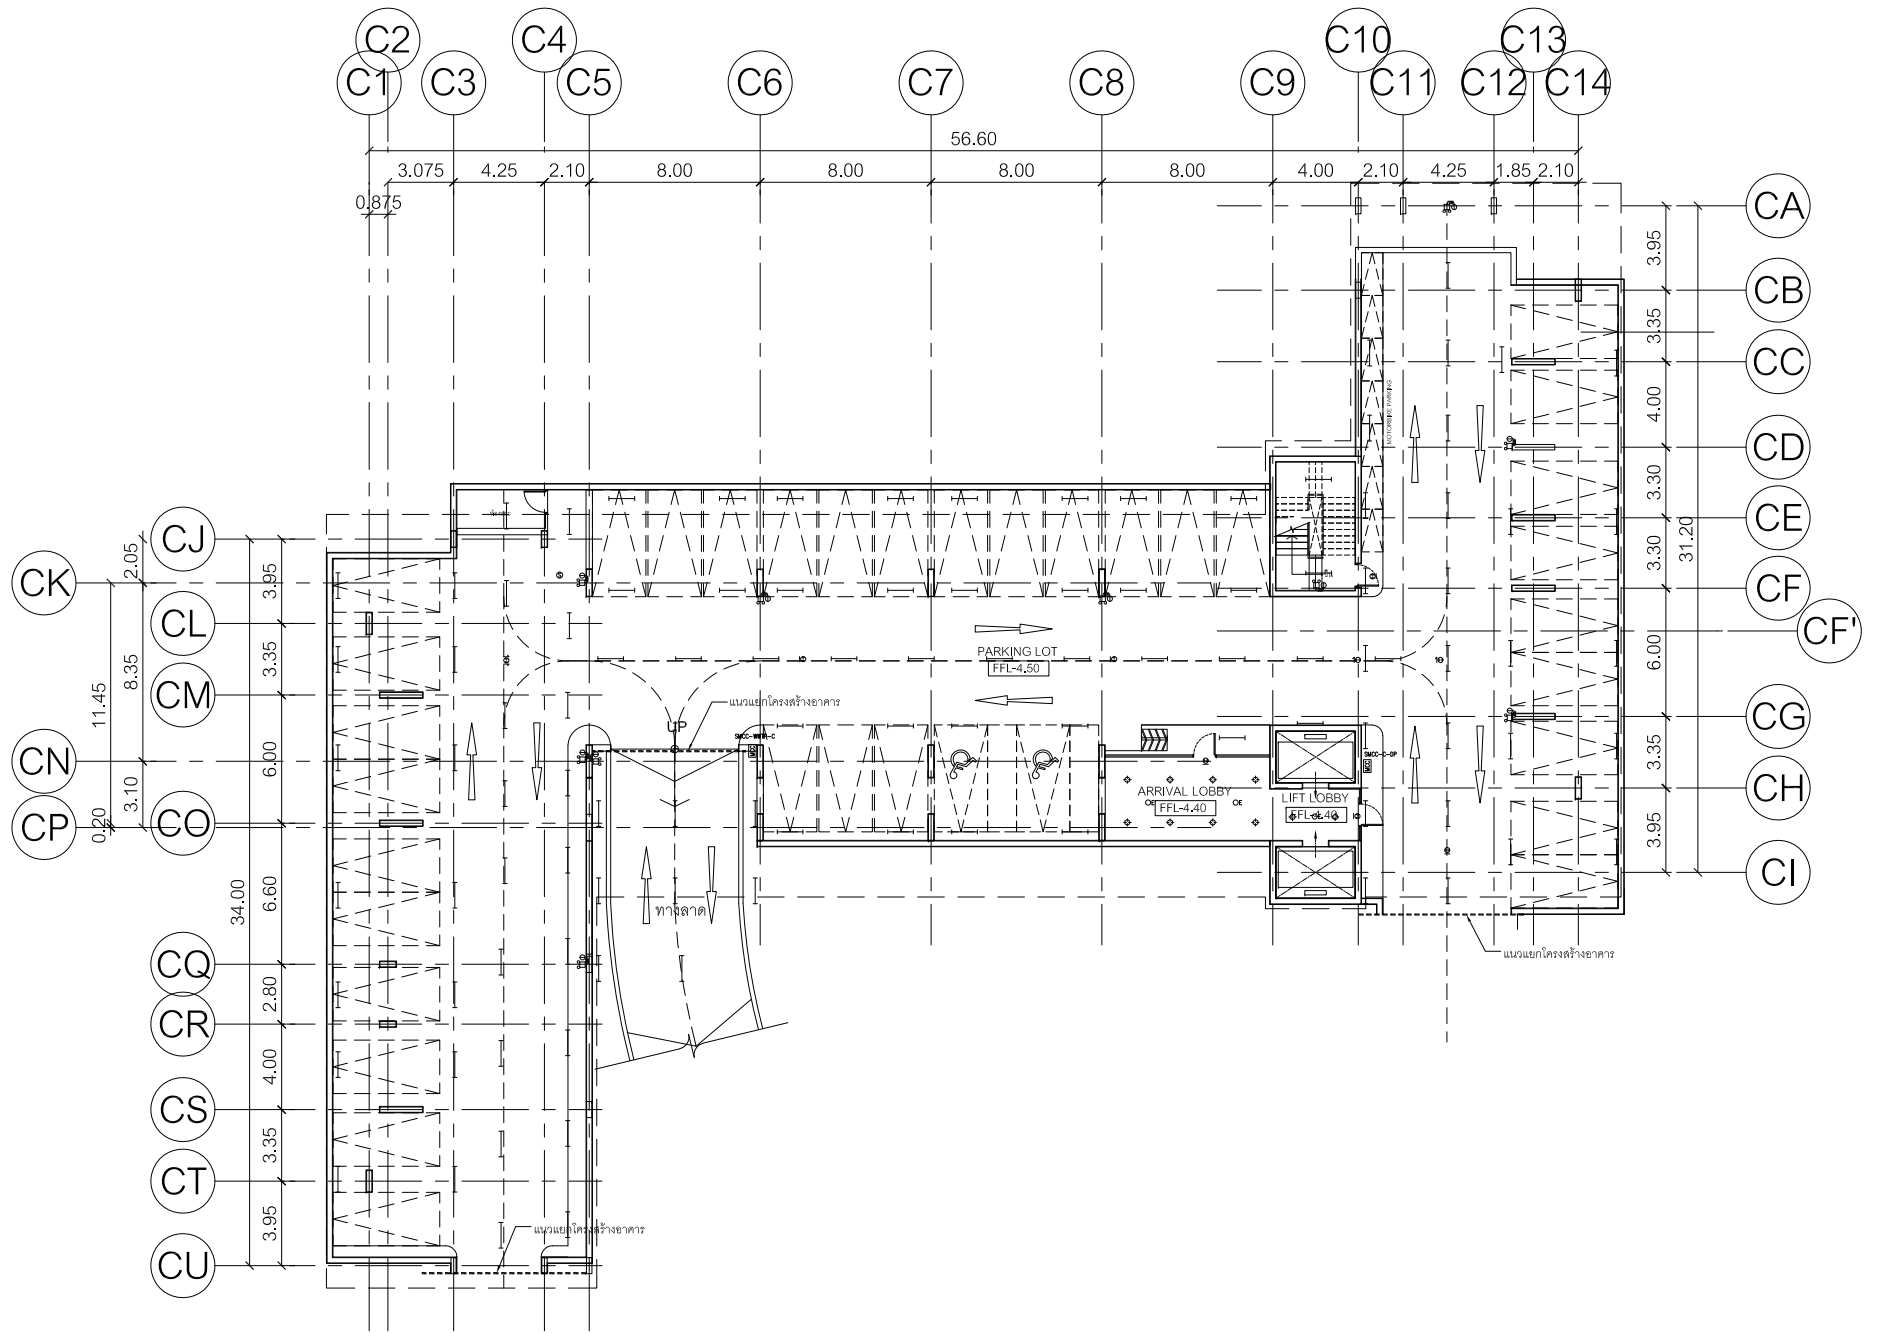 C2
C4
C10
C13
C1
C3
C5
C6
C7
C8
C9
C11
C12
C14
56.60
3.075
4.25
2.10
8.00
8.00
8.00
8.00
4.00
2.10
4.25
1.85
2.10
0.875
CA
3.95
CB
3.35
CC
4.00
CD
3.30
CE
3.30
CF
CF'
6.00
CG
3.35
CH
3.95
CI
31.20
MOTORBIKE PARKING
CJ
CK
CL
CM
CN
CO
CP
CQ
CR
CS
CT
CU
2.05
3.95
8.35
3.35
11.45
6.00
3.10
0.20
6.60
34.00
2.80
4.00
3.35
3.95
PARKING LOT
FFL-4.50
แนวแยกโครงสร้างอาคาร
UP
SMCC-C-DP
MCC
MCC
ARRIVAL LOBBY
FFL-4.40
LIFT LOBBY
FFL-4.40
ทางลาด
แนวแยกโครงสร้างอาคาร
แนวแยกโครงสร้างอาคาร